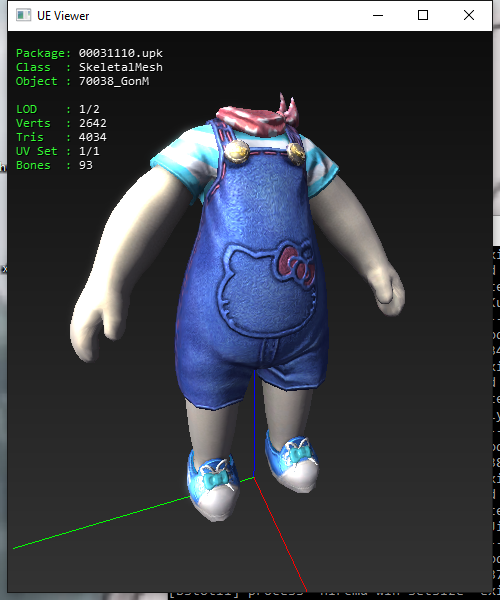 UE Viewer
Package: 00031110.upk
Class  : SkeletalMesh
Object : 70038_GonM
LOD    : 1/2
Verts  : 2642
Tris   : 4034
UV Set : 1/1
Bones  : 93